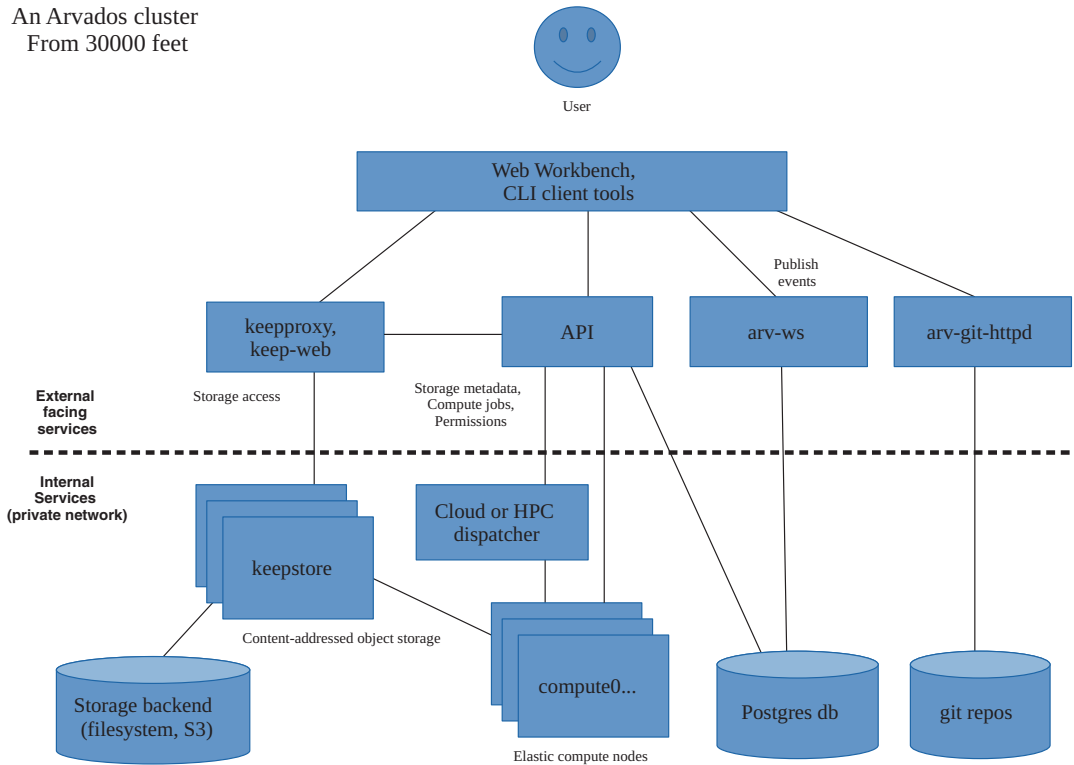 An Arvados cluster
From 30000 feet
User
Web Workbench,
CLI client tools
Publish
events
keepproxy,
keep-web
API
arv-ws
arv-git-httpd
Storage access
Storage metadata,
Compute jobs,
Permissions
External
facing
services
Internal
Services
(private network)
Cloud or HPC
dispatcher
keepstore
Content-addressed object storage
Storage backend
(filesystem, S3)
compute0...
Postgres db
git repos
Elastic compute nodes